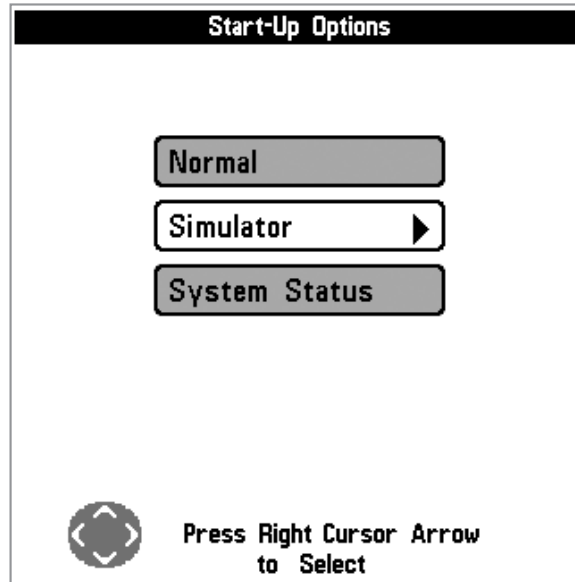 Start-Up Options
Normal
Simulator
System Status
Press Right Cursor Arrow
to Select